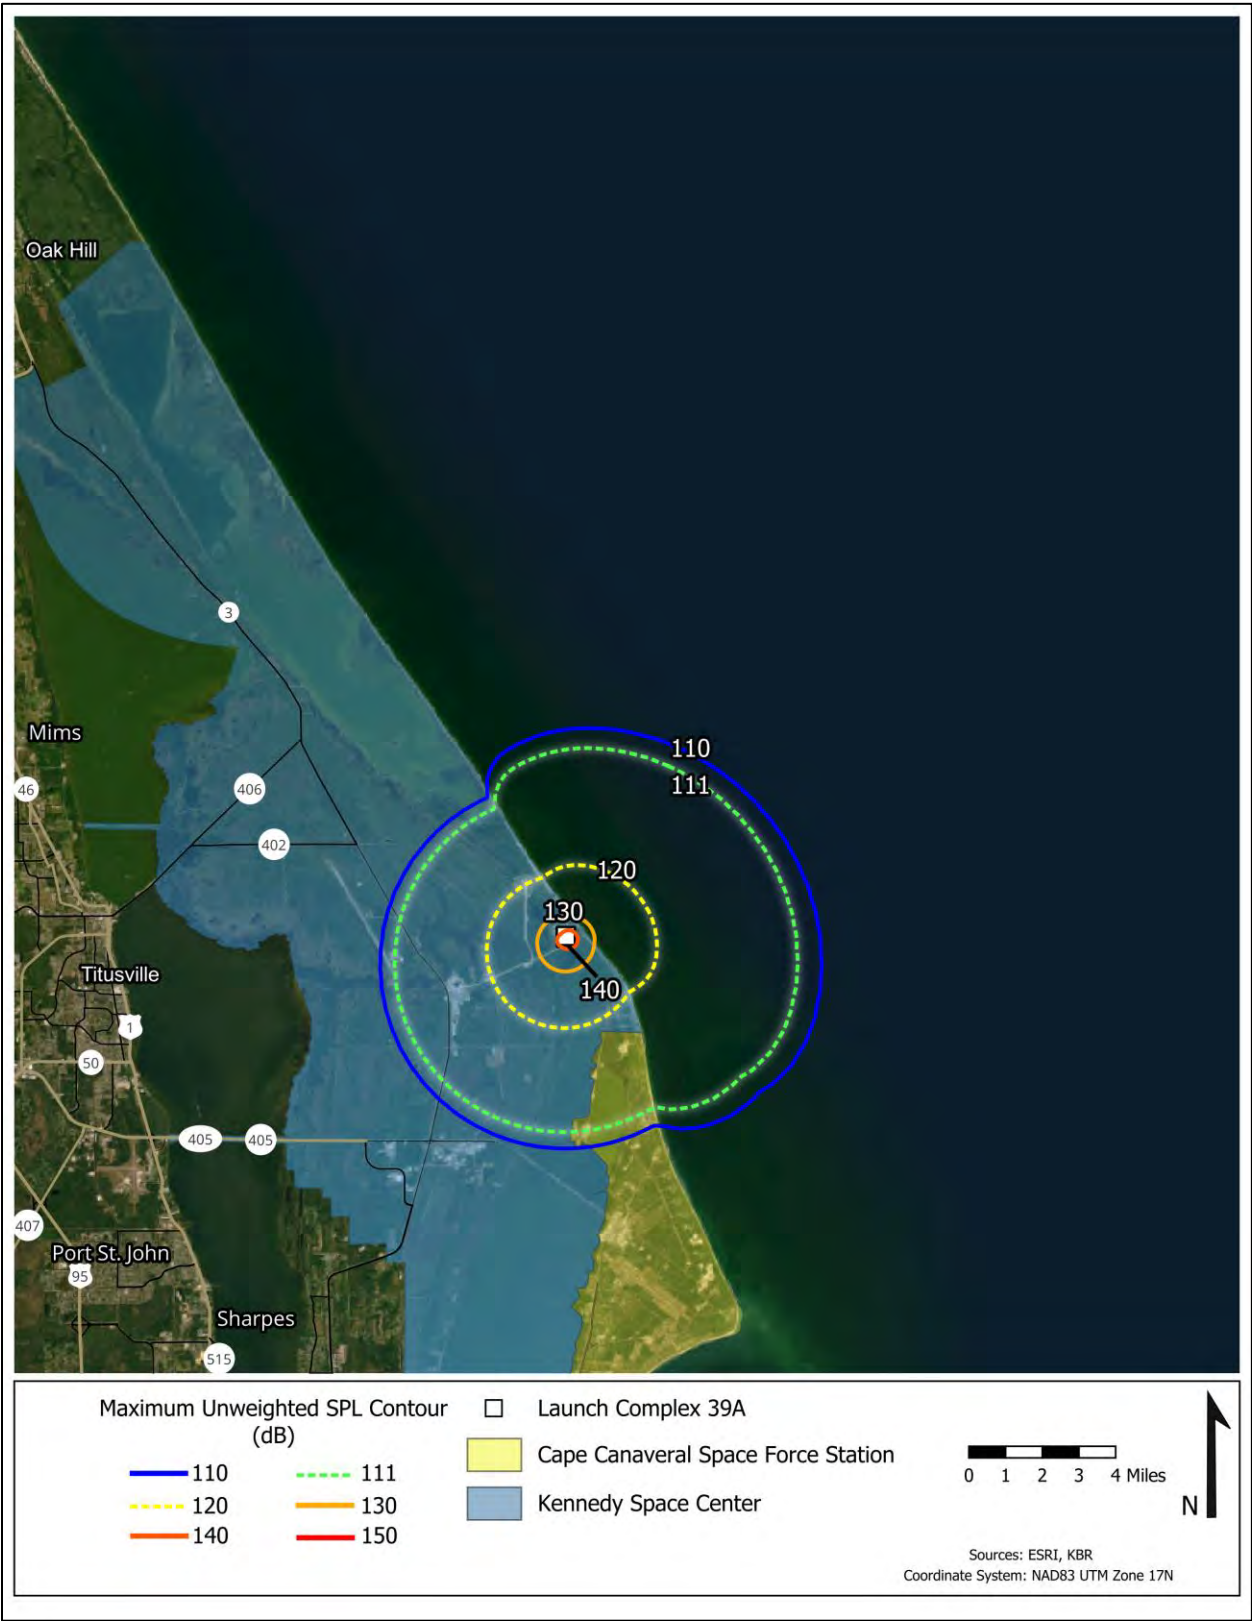 Oak Hill
3
Mims
110
46
111
406
402
120
130
Titusville
140
1
50
405
405
407
Port St. John
95
Sharpes
515
Maximum Unweighted SPL Contour
(dB)
110
111
120
130
140
150
Launch Complex 39A
Cape Canaveral Space Force Station
Kennedy Space Center
0 1 2 3 4 Miles
N
Sources: ESRI, KBR
Coordinate System: NAD83 UTM Zone 17N